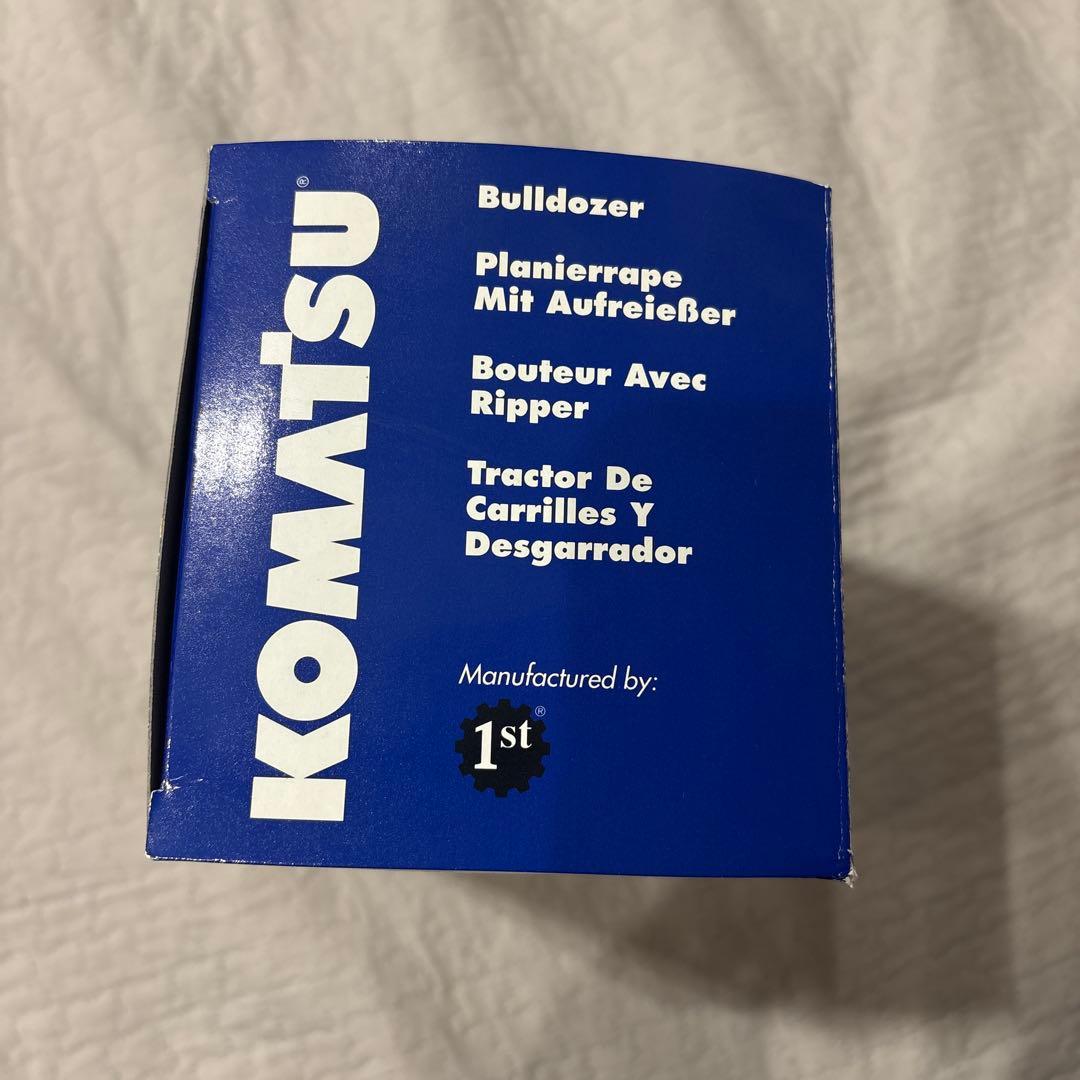 KOMATSU®
Bulldozer
Planierrape
Mit Aufreießer
Bouteur Avec
Ripper
Tractor De
Carrilles Y
Desgarrador
Manufactured by:
1st®